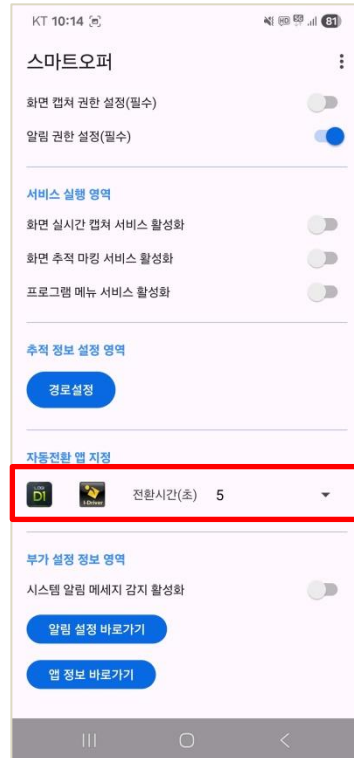 KT 10:14
81
스마트오퍼
화면 캡쳐 권한 설정(필수)
알림 권한 설정(필수)
서비스 실행 영역
화면 실시간 캡쳐 서비스 활성화
화면 추적 마킹 서비스 활성화
프로그램 메뉴 서비스 활성화
추적 정보 설정 영역
경로설정
자동전환 앱 지정
D1 전환시간(초) 5
부가 설정 정보 영역
시스템 알림 메세지 감지 활성화
알림 설정 바로가기
앱 정보 바로가기